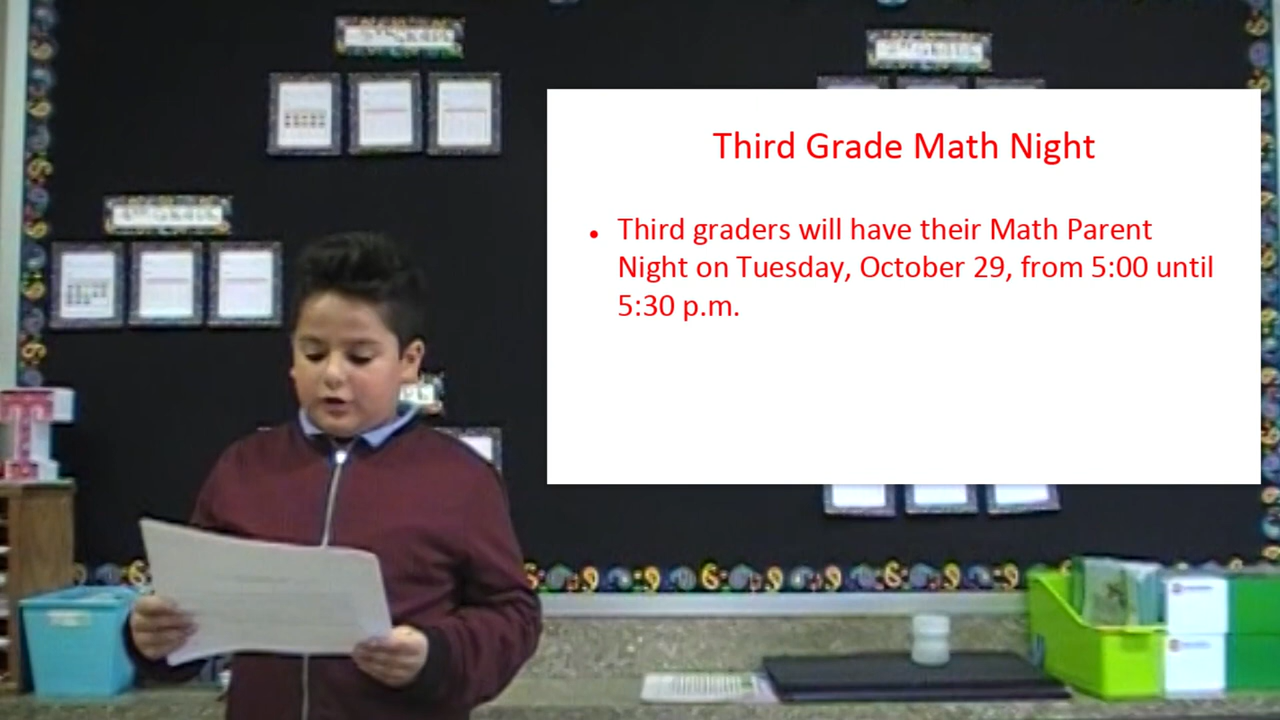 Third Grade Math Night
• Third graders will have their Math Parent
Night on Tuesday, October 29, from 5:00 until
5:30 p.m.
T